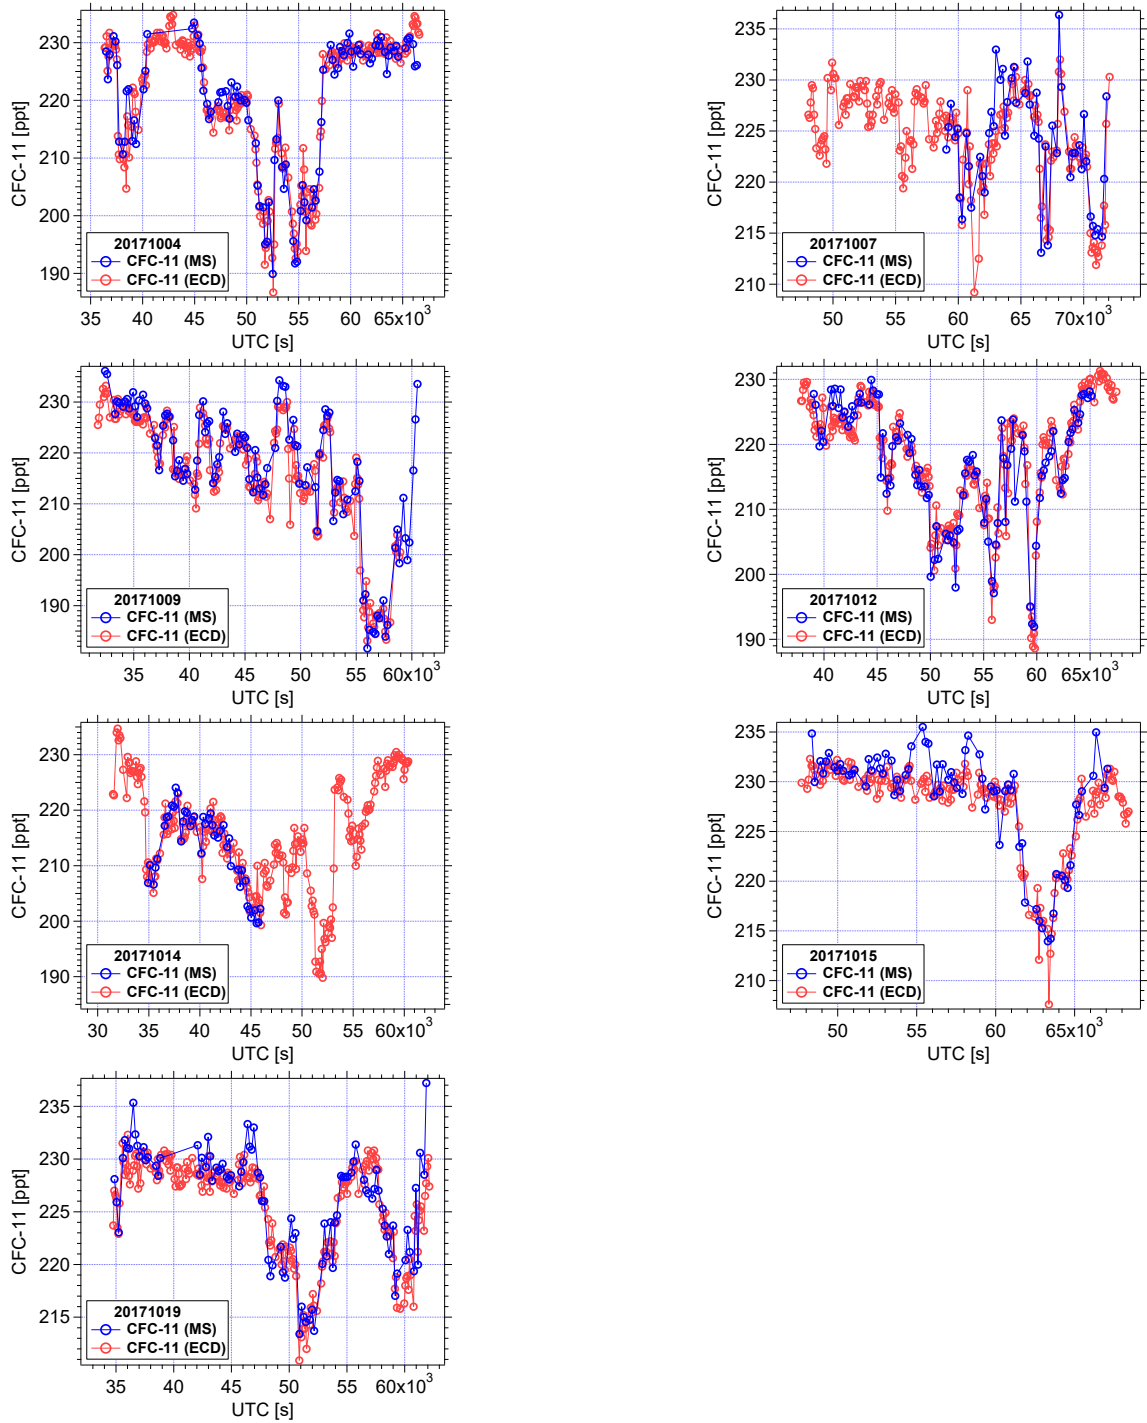 230
220
210
200
190
CFC-11 [ppt]
20171004
CFC-11 (MS)
CFC-11 (ECD)
35 40 45 50 55 60 65x10³
UTC [s]
235
230
225
220
215
210
CFC-11 [ppt]
20171007
CFC-11 (MS)
CFC-11 (ECD)
50 55 60 65 70x10³
UTC [s]
230
220
210
200
190
CFC-11 [ppt]
20171009
CFC-11 (MS)
CFC-11 (ECD)
35 40 45 50 55 60x10³
UTC [s]
230
220
210
200
190
CFC-11 [ppt]
20171012
CFC-11 (MS)
CFC-11 (ECD)
40 45 50 55 60 65x10³
UTC [s]
230
220
210
200
190
CFC-11 [ppt]
20171014
CFC-11 (MS)
CFC-11 (ECD)
30 35 40 45 50 55 60x10³
UTC [s]
235
230
225
220
215
210
CFC-11 [ppt]
20171015
CFC-11 (MS)
CFC-11 (ECD)
50 55 60 65x10³
UTC [s]
235
230
225
220
215
CFC-11 [ppt]
20171019
CFC-11 (MS)
CFC-11 (ECD)
35 40 45 50 55 60x10³
UTC [s]